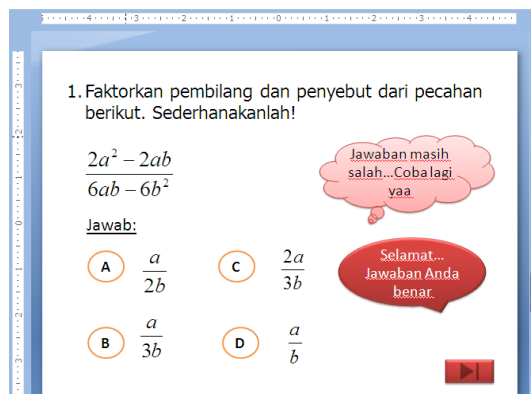 1. Faktorkan pembilang dan penyebut dari pecahan
berikut. Sederhanakanlah!
2a² – 2ab
6ab – 6b²
Jawaban masih
salah...Coba lagi
yaa
Jawab:
A a/2b
C 2a/3b
Selamat...
Jawaban Anda
benar
B a/3b
D a/b